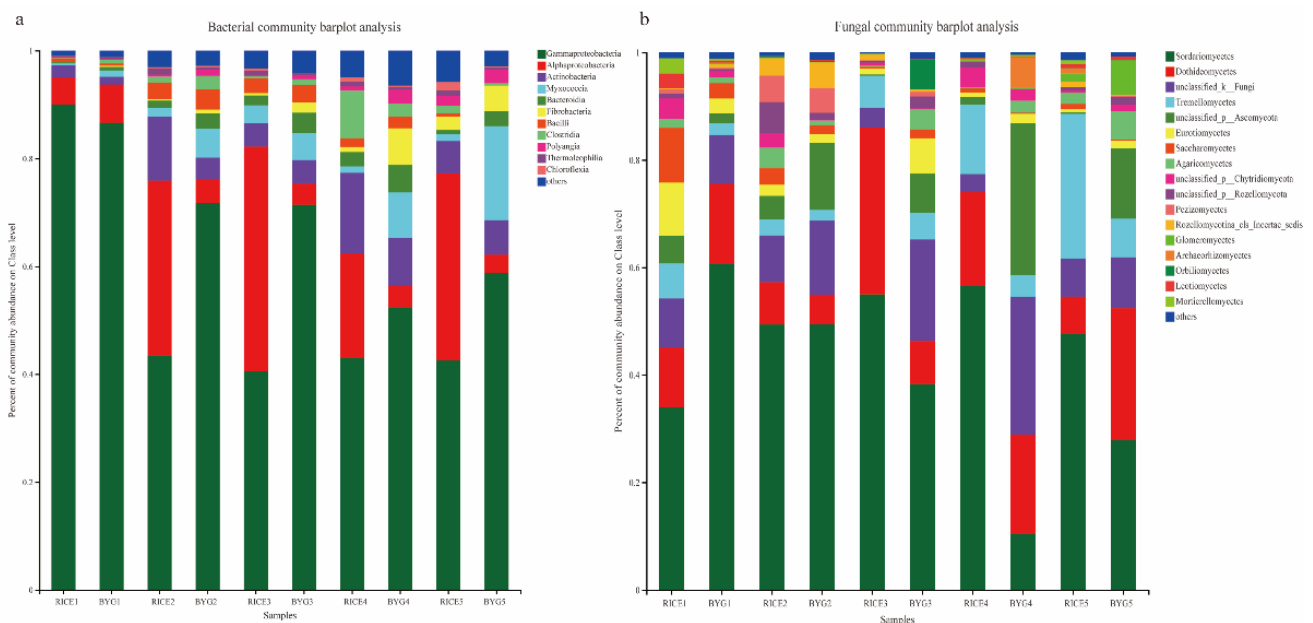 a
Bacterial community barplot analysis
Percent of community abundance on Class level
1
0.8
0.6
0.4
0.2
0
RICE1 BYG1 RICE2 BYG2 RICE3 BYG3 RICE4 BYG4 RICE5 BYG5
Samples
Gammaproteobacteria
Alphaproteobacteria
Actinobacteria
Myxococcia
Bacteroidia
Fibrobacteria
Bacilli
Clostridia
Polyangia
Thermoleophilia
Chloroflexia
others
b
Fungal community barplot analysis
Percent of community abundance on Class level
1
0.8
0.6
0.4
0.2
0
RICE1 BYG1 RICE2 BYG2 RICE3 BYG3 RICE4 BYG4 RICE5 BYG5
Samples
Sordariomycetes
Dothideomycetes
unclassified_k__Fungi
Tremellomycetes
unclassified_p__Ascomycota
Eurotiomycetes
Saccharomycetes
Agaricomycetes
unclassified_p__Chytridiomycota
unclassified_p__Rozellomycota
Pezizomycetes
Rozellomycotina_cls_Incertae_sedis
Glomeromycetes
Archaeorhizomycetes
Orbiliomycetes
Leotiomycetes
Mortierellomycetes
others